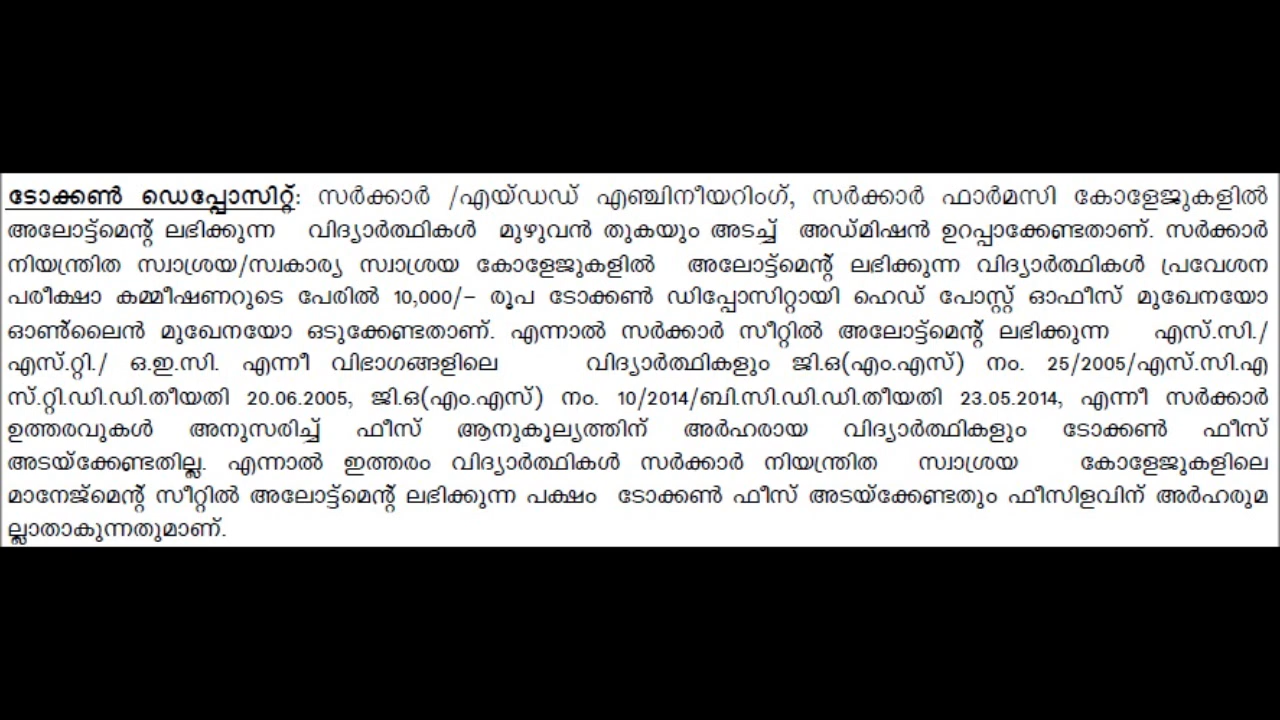 ടോക്കൺ ഡെപ്പോസിറ്റ്: സർക്കാർ /എയ്ഡഡ് എഞ്ചിനീയറിംഗ്, സർക്കാർ ഫാർമസി കോളേജുകളിൽ
അലോട്ട്മെന്റ് ലഭിക്കുന്ന വിദ്യാർത്ഥികൾ മുഴുവൻ തുകയും അടച്ച് അഡ്മിഷൻ ഉറപ്പാക്കേണ്ടതാണ്. സർക്കാർ
നിയന്ത്രിത സ്വാശ്രയ/സ്വകാര്യ സ്വാശ്രയ കോളേജുകളിൽ അലോട്ട്മെന്റ് ലഭിക്കുന്ന വിദ്യാർത്ഥികൾ പ്രവേശന
പരീക്ഷാ കമ്മീഷണറുടെ പേരിൽ 10,000/– രൂപ ടോക്കൺ ഡിപ്പോസിറ്റായി ഹെഡ് പോസ്റ്റ് ഓഫീസ് മുഖേനയോ
ഓൺലൈൻ മുഖേനയോ ഒടുക്കേണ്ടതാണ്. എന്നാൽ സർക്കാർ സീറ്റിൽ അലോട്ട്മെന്റ് ലഭിക്കുന്ന എസ്.സി./
എസ്.റ്റി./ ഒ.ഇ.സി. എന്നീ വിഭാഗങ്ങളിലെ വിദ്യാർത്ഥികളും ജി.ഒ(എം.എസ്) നം. 25/2005/എസ്.സി.എ
സ്.റ്റി.ഡി.ഡി.തീയതി 20.06.2005, ജി.ഒ(എം.എസ്) നം. 10/2014/ബി.സി.ഡി.ഡി.തീയതി 23.05.2014, എന്നീ സർക്കാർ
ഉത്തരവുകൾ അനുസരിച്ച് ഫീസ് ആനുകൂല്യത്തിന് അർഹരായ വിദ്യാർത്ഥികളും ടോക്കൺ ഫീസ്
അടയ്ക്കേണ്ടതില്ല. എന്നാൽ ഇത്തരം വിദ്യാർത്ഥികൾ സർക്കാർ നിയന്ത്രിത സ്വാശ്രയ കോളേജുകളിലെ
മാനേജ്മെന്റ് സീറ്റിൽ അലോട്ട്മെന്റ് ലഭിക്കുന്ന പക്ഷം ടോക്കൺ ഫീസ് അടയ്ക്കേണ്ടതും ഫീസിളവിന് അർഹരുമ
ല്ലാതാകുന്നതുമാണ്.